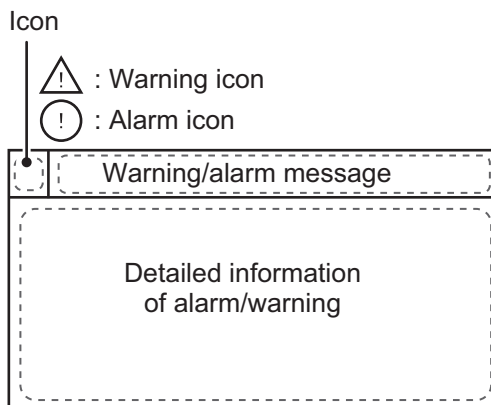 Icon
! : Warning icon
! : Alarm icon
Warning/alarm message
Detailed information
of alarm/warning